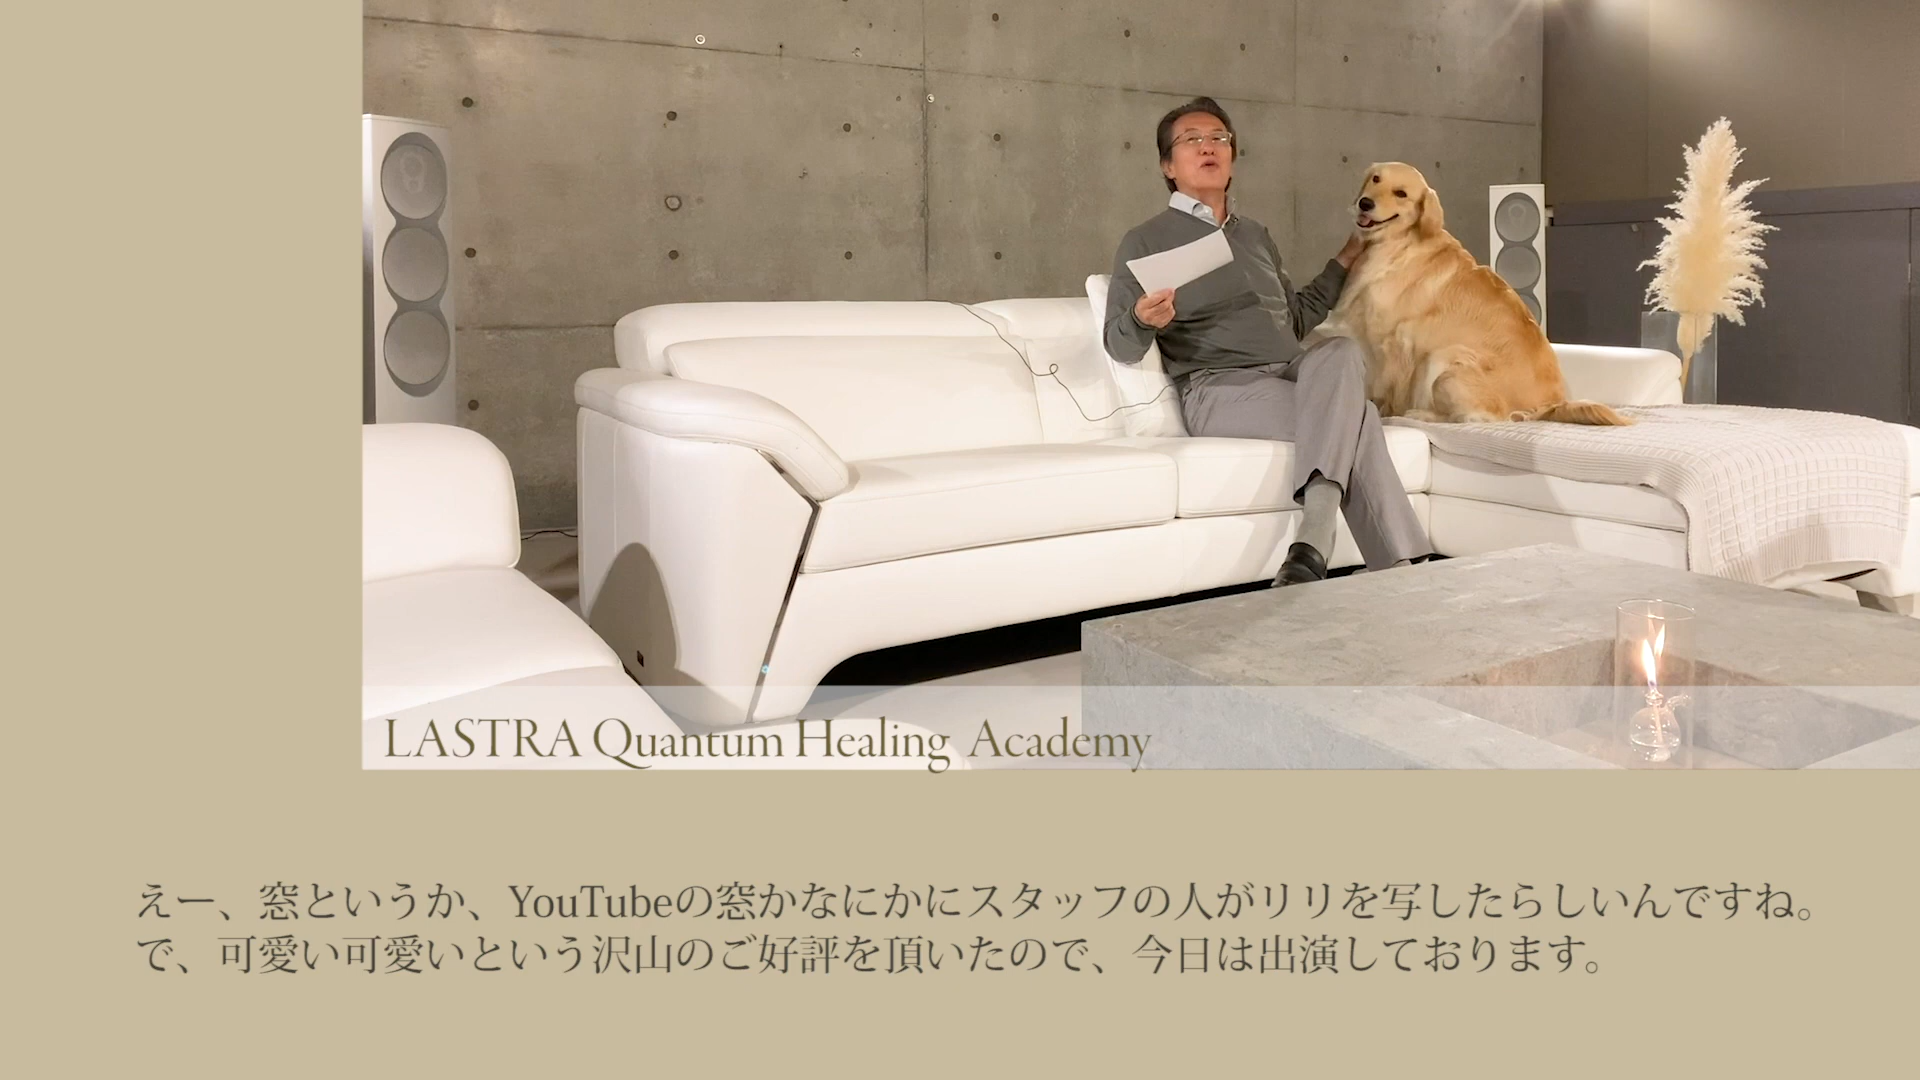 LASTRA Quantum Healing Academy
えー、窓というか、YouTubeの窓かなにかにスタッフの人がリリを写したらしいんですね。
で、可愛い可愛いという沢山のご好評を頂いたので、今日は出演しております。